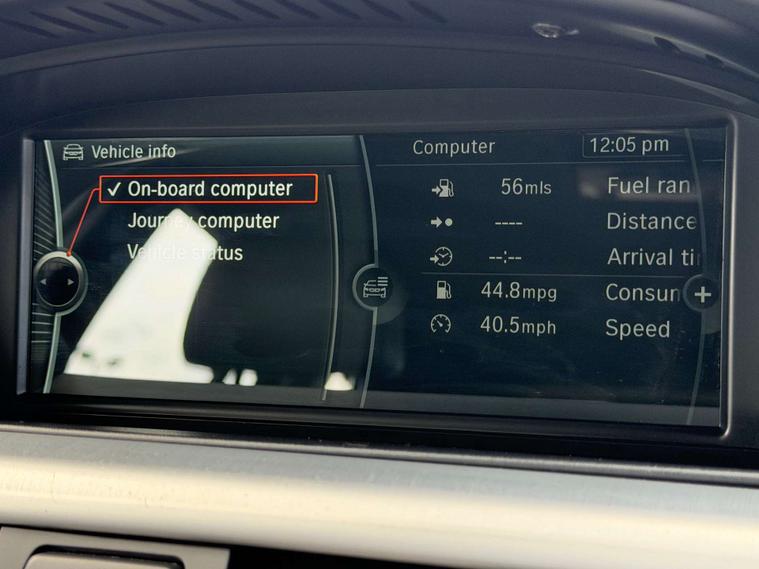 Vehicle info
✓ On-board computer
Journey computer
Vehicle status
Computer
12:05 pm
56mls Fuel ran
---- Distance
--:-- Arrival ti
44.8mpg Consum
40.5mph Speed
+